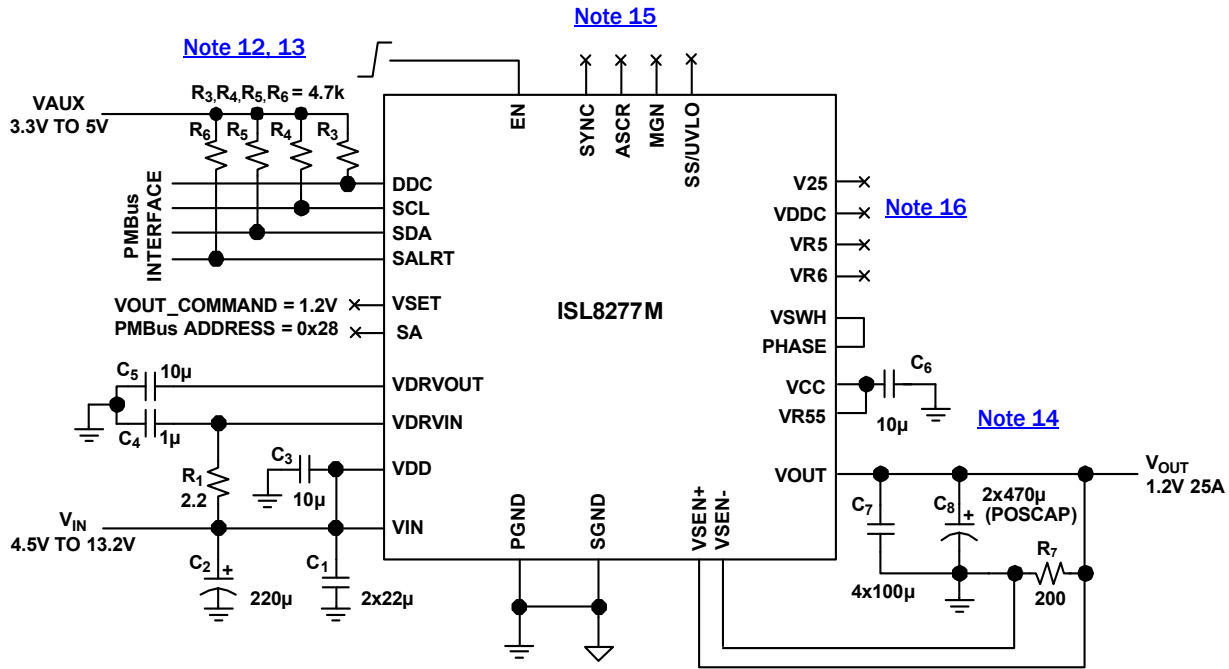 Note 15
Note 12, 13
VAUX
3.3V TO 5V
R3,R4,R5,R6 = 4.7k
R6
R5
R4
R3
EN
SYNC
ASCR
MGN
SS/UVLO
PMBus
INTERFACE
DDC
SCL
SDA
SALRT
VOUT_COMMAND = 1.2V
PMBus ADDRESS = 0x28
VSET
SA
ISL8277M
V25
VDDC
VR5
VR6
Note 16
VSWH
PHASE
C5
10µ
VDRVOUT
C4
1µ
VDRVIN
VCC
VR55
C6
10µ
Note 14
R1
2.2
C3
10µ
VDD
VOUT
VOUT
1.2V 25A
VIN
4.5V TO 13.2V
VIN
PGND
SGND
VSEN+
VSEN-
C7
4x100µ
C8
+
2x470µ
(POSCAP)
C2
+
220µ
C1
2x22µ
R7
200